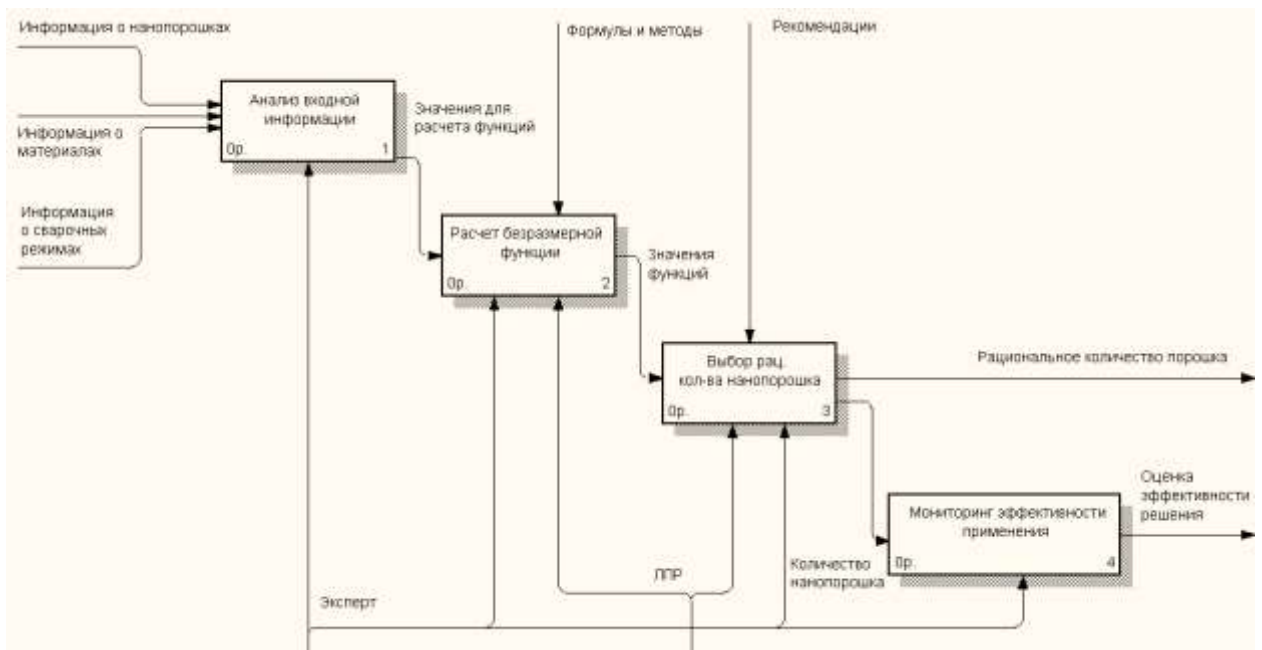 Информация о нанопорошках
Формулы и методы
Рекомендации
Анализ входной
информации
0р.
1
Значения для
расчета функций
Информация о
материалах
Информация
о сварочных
режимах
Расчет безразмерной
функции
0р.
2
Значения
функций
Выбор рац.
кол-ва нанопорошка
0р.
3
Рациональное количество порошка
Оценка
эффективности
решения
Мониторинг эффективности
применения
0р.
4
Количество
нанопорошка
ЛПР
Эксперт